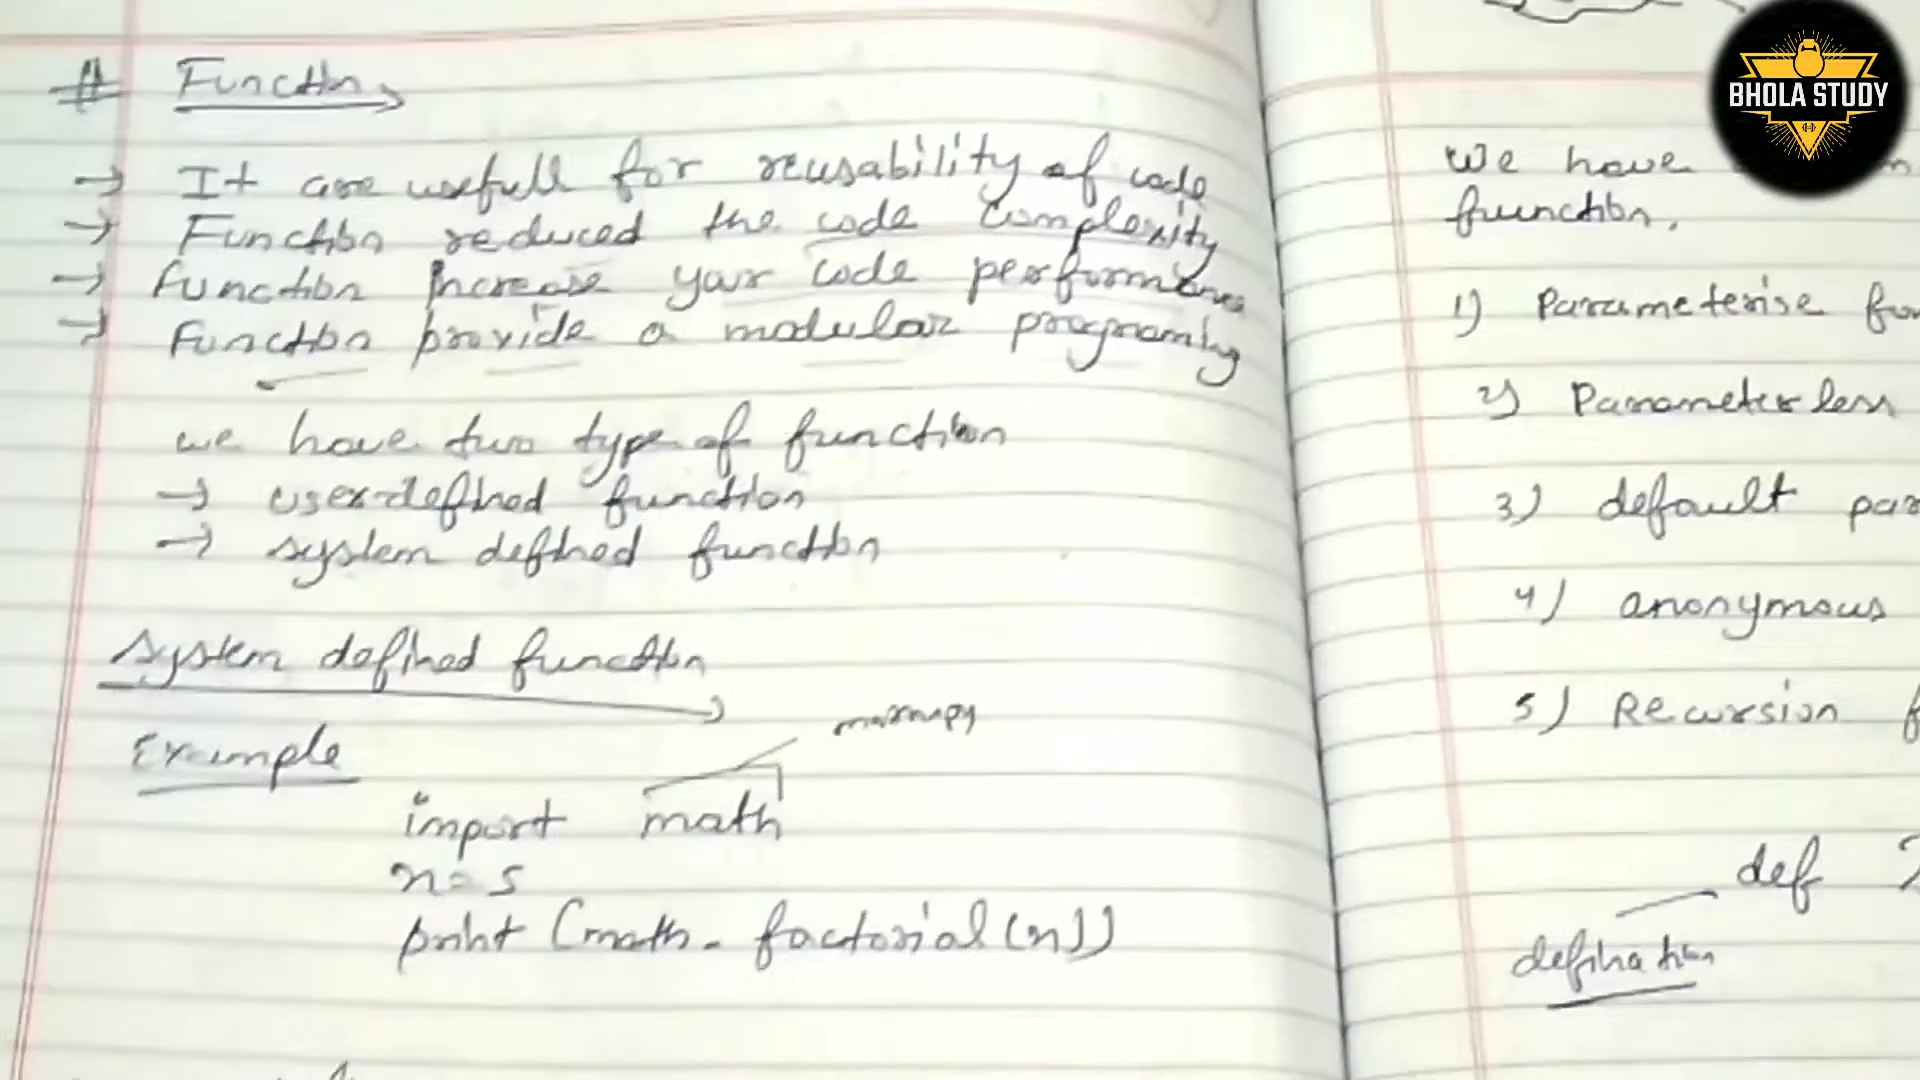 # Function
→ It are usefull for reusability of code
→ Function reduced the code complexity
→ Function Increase your code performance
→ Function provide a modular programing
we have two type of function
→ user-defined function
→ system defined function
System defined function
Example
import math
n = 5
print (math. factorial (n))
BHOLA STUDY
We have
function.
1) Parameterise
2) Parameterless
3) default
4) anonymous
5) Recursion
def
defination